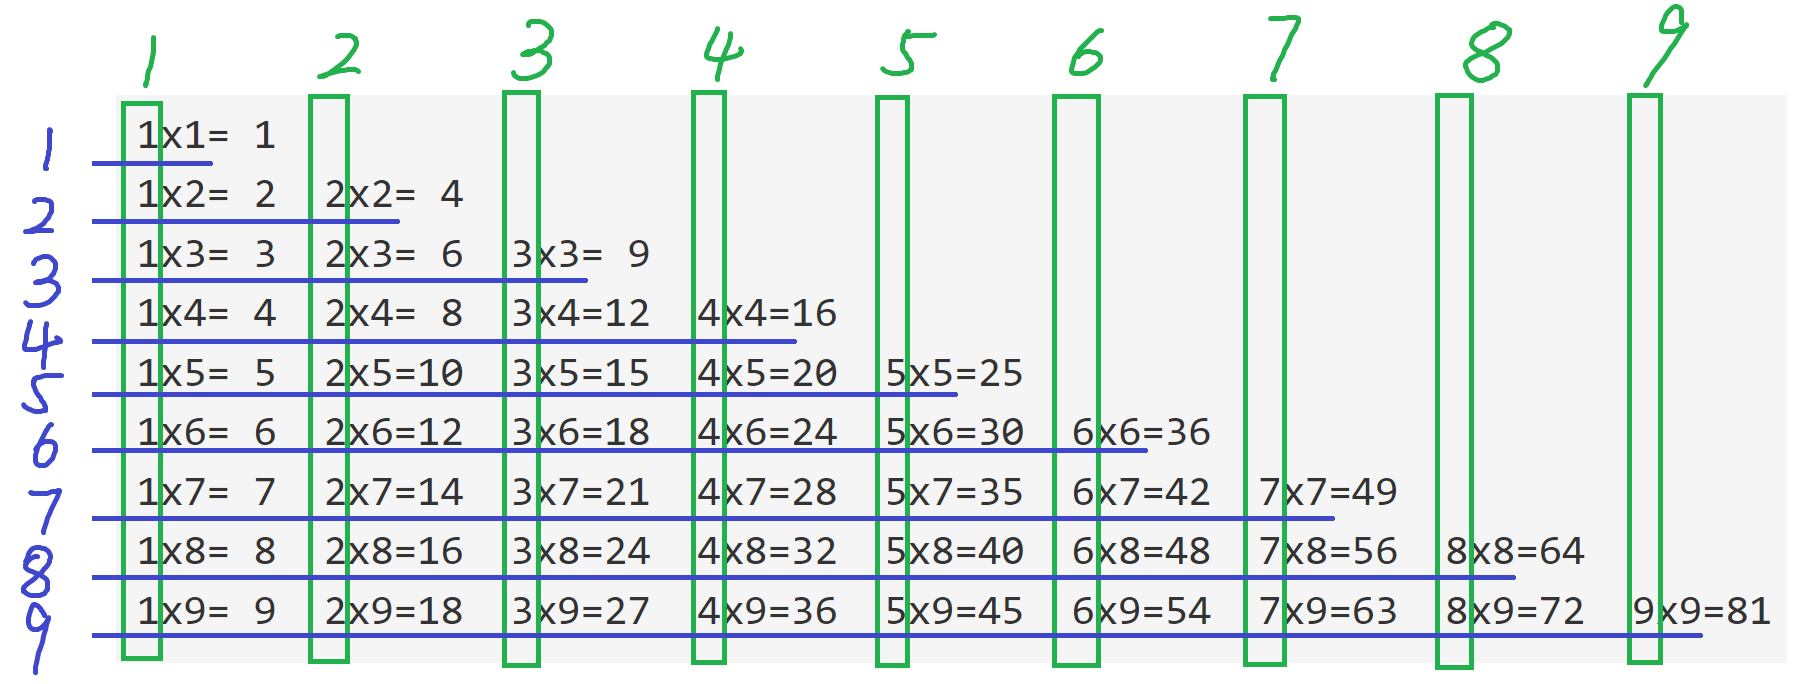 1 2 3 4 5 6 7 8 9
1 1x1= 1
2 1x2= 2 2x2= 4
3 1x3= 3 2x3= 6 3x3= 9
4 1x4= 4 2x4= 8 3x4=12 4x4=16
5 1x5= 5 2x5=10 3x5=15 4x5=20 5x5=25
6 1x6= 6 2x6=12 3x6=18 4x6=24 5x6=30 6x6=36
7 1x7= 7 2x7=14 3x7=21 4x7=28 5x7=35 6x7=42 7x7=49
8 1x8= 8 2x8=16 3x8=24 4x8=32 5x8=40 6x8=48 7x8=56 8x8=64
9 1x9= 9 2x9=18 3x9=27 4x9=36 5x9=45 6x9=54 7x9=63 8x9=72 9x9=81